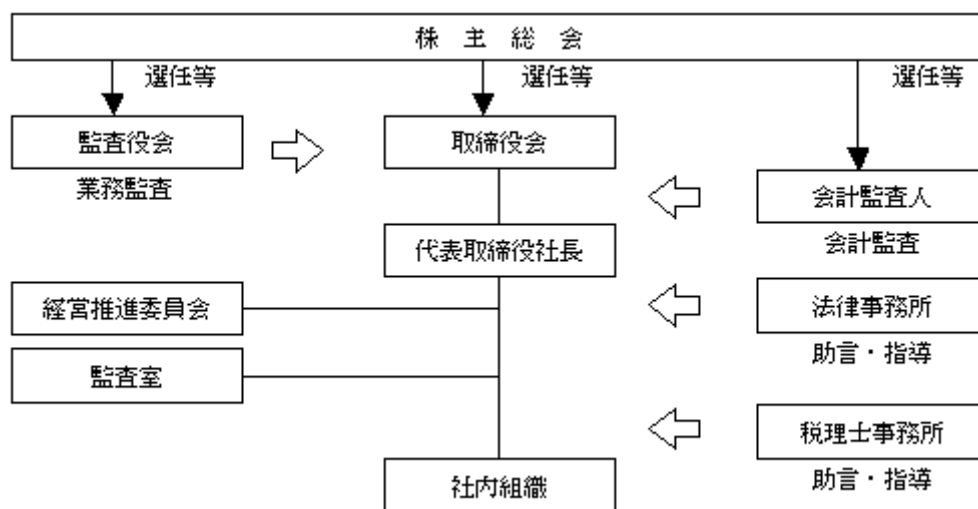 株主総会
選任等
選任等
選任等
監査役会
取締役会
業務監査
会計監査人
会計監査
代表取締役社長
経営推進委員会
法律事務所
助言・指導
監査室
税理士事務所
社内組織
助言・指導